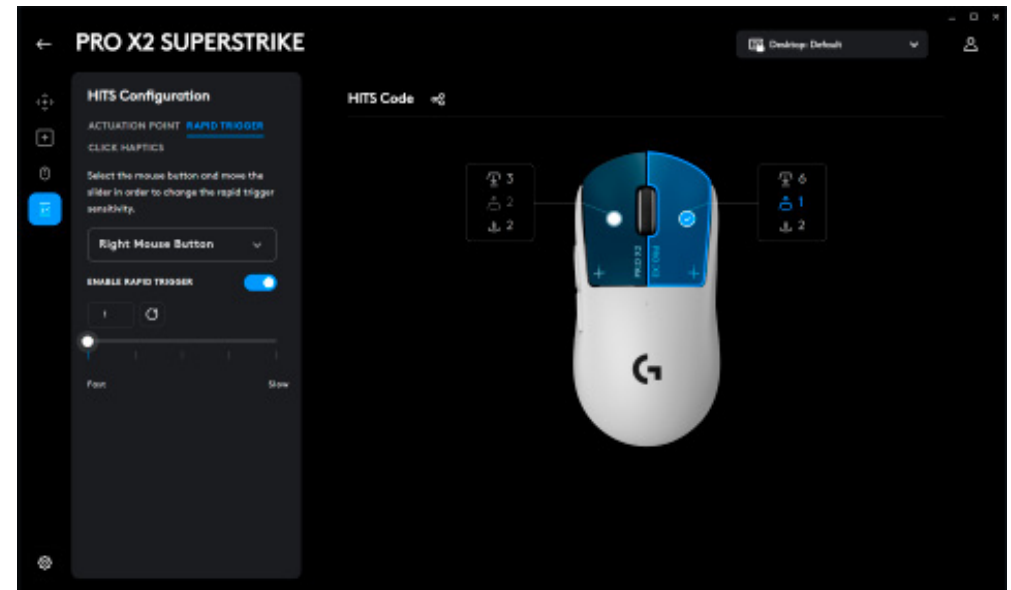 PRO X2 SUPERSTRIKE
Desktop: Default
HITS Configuration
ACTUATION POINT RAPID TRIGGER
CLICK HAPTICS
Select the mouse button and move the
slider in order to change the rapid trigger
sensitivity.
Right Mouse Button
ENABLE RAPID TRIGGER
1
Fast Slow
HITS Code
3
2
2
6
1
2
PRO X2
PRO X2
G